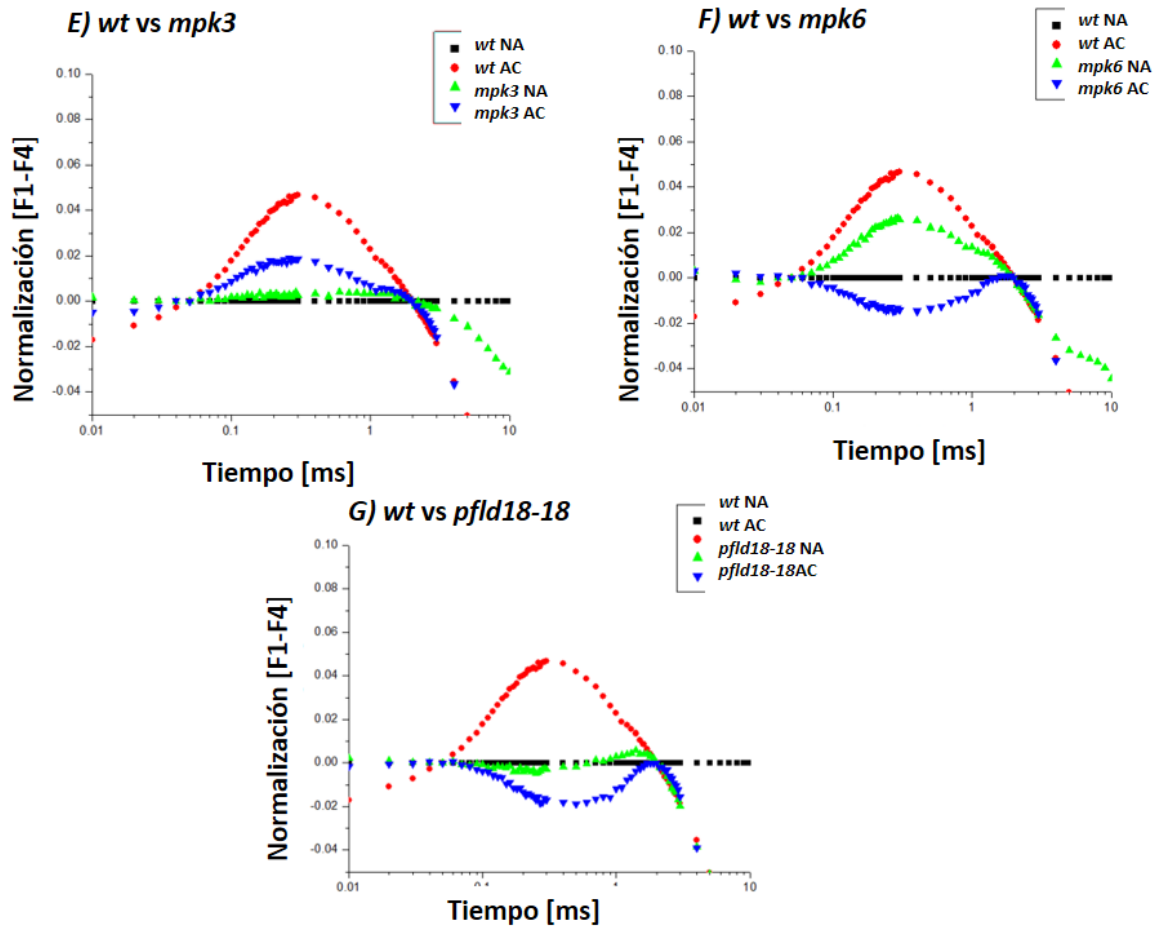 E) wt vs mpk3
wt NA
wt AC
mpk3 NA
mpk3 AC
Normalización [F1-F4]
0.10
0.08
0.06
0.04
0.02
0.00
-0.02
-0.04
0.01
0.1
1
10
Tiempo [ms]
F) wt vs mpk6
wt NA
wt AC
mpk6 NA
mpk6 AC
Normalización [F1-F4]
0.10
0.08
0.06
0.04
0.02
0.00
-0.02
-0.04
0.01
0.1
1
10
Tiempo [ms]
G) wt vs pfld18-18
wt NA
wt AC
pfld18-18 NA
pfld18-18AC
Normalización [F1-F4]
0.10
0.08
0.06
0.04
0.02
0.00
-0.02
-0.04
0.01
0.1
1
10
Tiempo [ms]